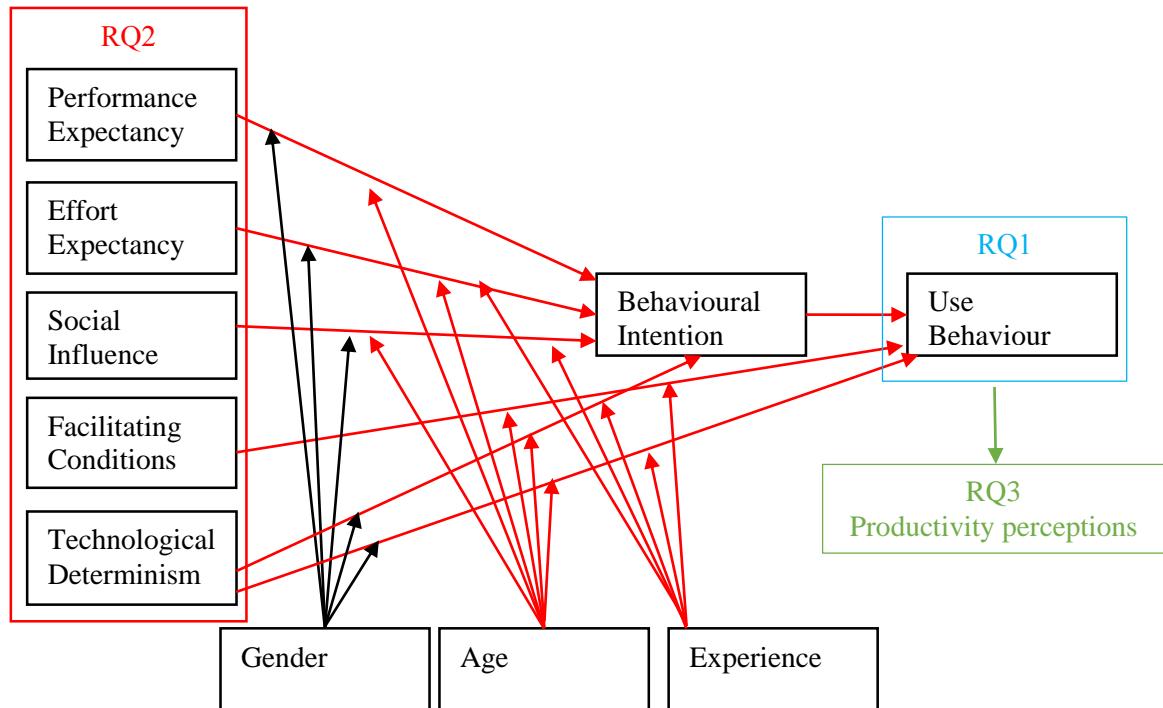 RQ2
Performance
Expectancy
Effort
Expectancy
Social
Influence
Facilitating
Conditions
Technological
Determinism
Behavioural
Intention
RQ1
Use
Behaviour
RQ3
Productivity perceptions
Gender
Age
Experience